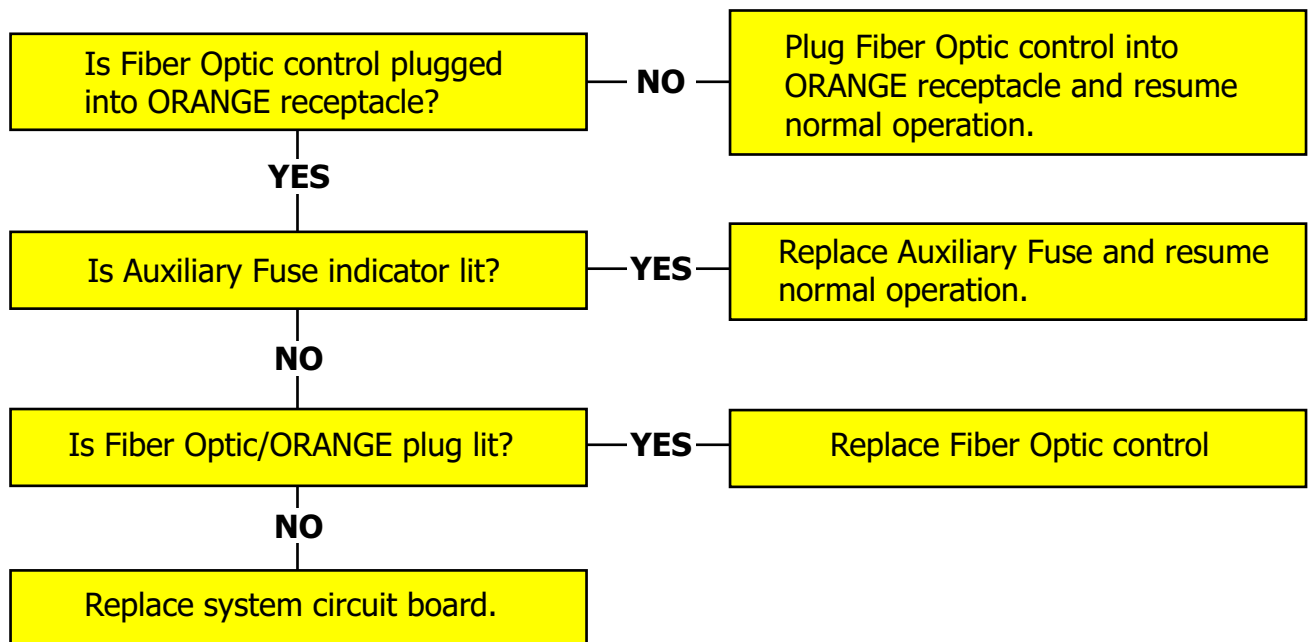 Is Fiber Optic control plugged
into ORANGE receptacle?
NO
Plug Fiber Optic control into
ORANGE receptacle and resume
normal operation.
YES
Is Auxiliary Fuse indicator lit?
YES
Replace Auxiliary Fuse and resume
normal operation.
NO
Is Fiber Optic/ORANGE plug lit?
YES
Replace Fiber Optic control
NO
Replace system circuit board.